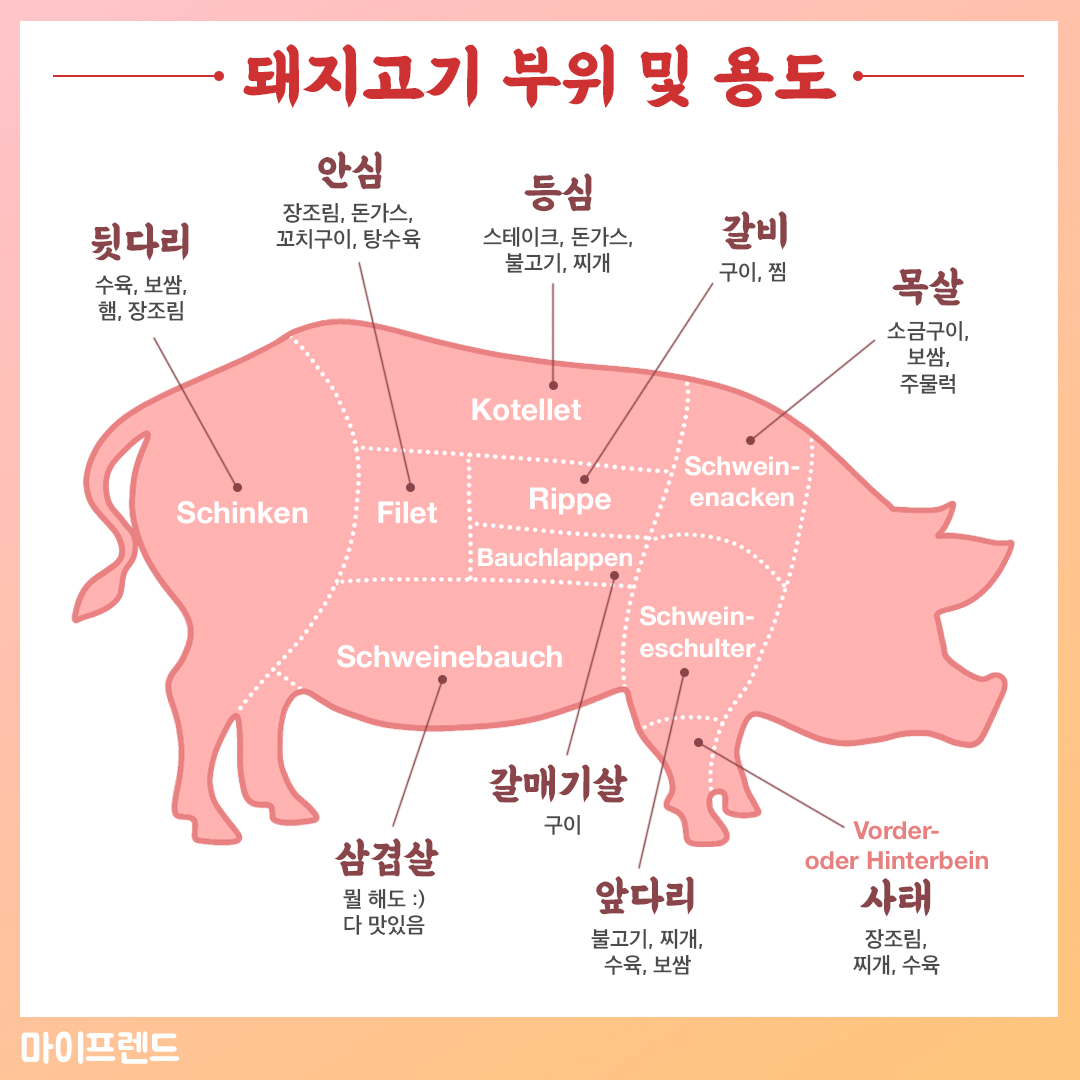 돼지고기 부위 및 용도
안심
장조림, 돈가스,
꼬치구이, 탕수육
등심
스테이크, 돈가스,
불고기, 찌개
갈비
구이, 찜
뒷다리
수육, 보쌈,
햄, 장조림
목살
소금구이,
보쌈,
주물럭
Kotellet
Schwein-
enacken
Schinken
Filet
Rippe
Bauchlappen
Schwein-
eschulter
Schweinebauch
갈매기살
구이
삼겹살
뭘 해도 :)
다 맛있음
앞다리
불고기, 찌개,
수육, 보쌈
Vorder-
oder Hinterbein
사태
장조림,
찌개, 수육
마이프렌드